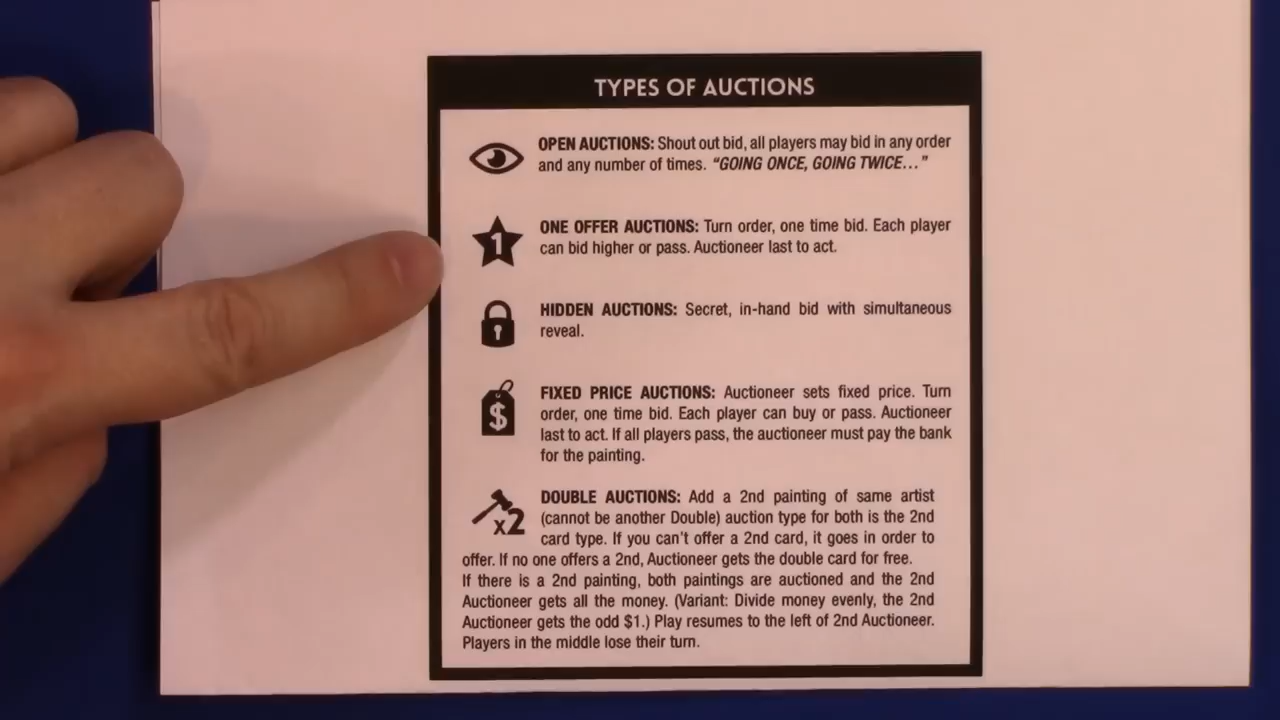 TYPES OF AUCTIONS
OPEN AUCTIONS: Shout out bid, all players may bid in any order
and any number of times. “GOING ONCE, GOING TWICE...”
1
ONE OFFER AUCTIONS: Turn order, one time bid. Each player
can bid higher or pass. Auctioneer last to act.
HIDDEN AUCTIONS: Secret, in-hand bid with simultaneous
reveal.
$
FIXED PRICE AUCTIONS: Auctioneer sets fixed price. Turn
order, one time bid. Each player can buy or pass. Auctioneer
last to act. If all players pass, the auctioneer must pay the bank
for the painting.
x2
DOUBLE AUCTIONS: Add a 2nd painting of same artist
(cannot be another Double) auction type for both is the 2nd
card type. If you can't offer a 2nd card, it goes in order to
offer. If no one offers a 2nd, Auctioneer gets the double card for free.
If there is a 2nd painting, both paintings are auctioned and the 2nd
Auctioneer gets all the money. (Variant: Divide money evenly, the 2nd
Auctioneer gets the odd $1.) Play resumes to the left of 2nd Auctioneer.
Players in the middle lose their turn.